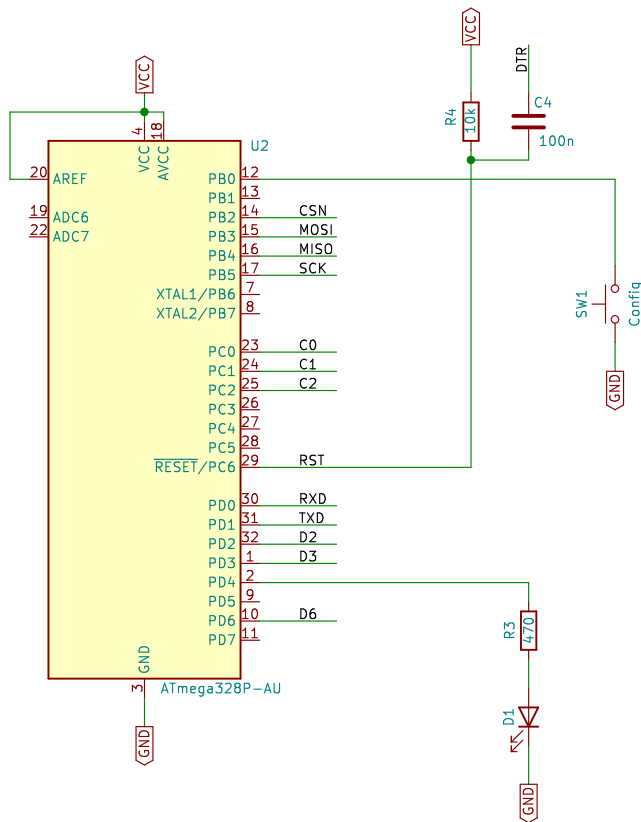 VCC
VCC
DTR
R4
10k
C4
100n
U2
4
18
VCC
AVCC
20
AREF
PB0
12
PB1
13
19
ADC6
PB2
14
CSN
22
ADC7
PB3
15
MOSI
PB4
16
MISO
PB5
17
SCK
XTAL1/PB6
7
XTAL2/PB7
8
SW1
Config
PC0
23
C0
PC1
24
C1
PC2
25
C2
GND
PC3
26
PC4
27
PC5
28
RESET/PC6
29
RST
PD0
30
RXD
PD1
31
TXD
PD2
32
D2
PD3
1
D3
PD4
2
PD5
9
PD6
10
D6
PD7
11
R3
470
GND
3
ATmega328P-AU
D1
GND
GND